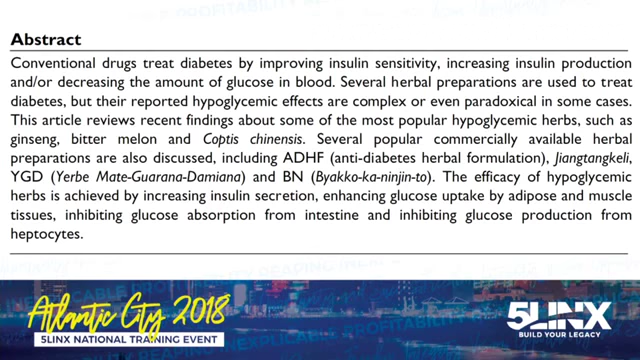 Abstract
Conventional drugs treat diabetes by improving insulin sensitivity, increasing insulin production
and/or decreasing the amount of glucose in blood. Several herbal preparations are used to treat
diabetes, but their reported hypoglycemic effects are complex or even paradoxical in some cases.
This article reviews recent findings about some of the most popular hypoglycemic herbs, such as
ginseng, bitter melon and Coptis chinensis. Several popular commercially available herbal
preparations are also discussed, including ADHF (anti-diabetes herbal formulation), Jiangtangkeli,
YGD (Yerbe Mate-Guarana-Damiana) and BN (Byakko-ka-ninjin-to). The efficacy of hypoglycemic
herbs is achieved by increasing insulin secretion, enhancing glucose uptake by adipose and muscle
tissues, inhibiting glucose absorption from intestine and inhibiting glucose production from
heptocytes.
Atlantic City 2018
5LINX NATIONAL TRAINING EVENT
5LINX
BUILD YOUR LEGACY